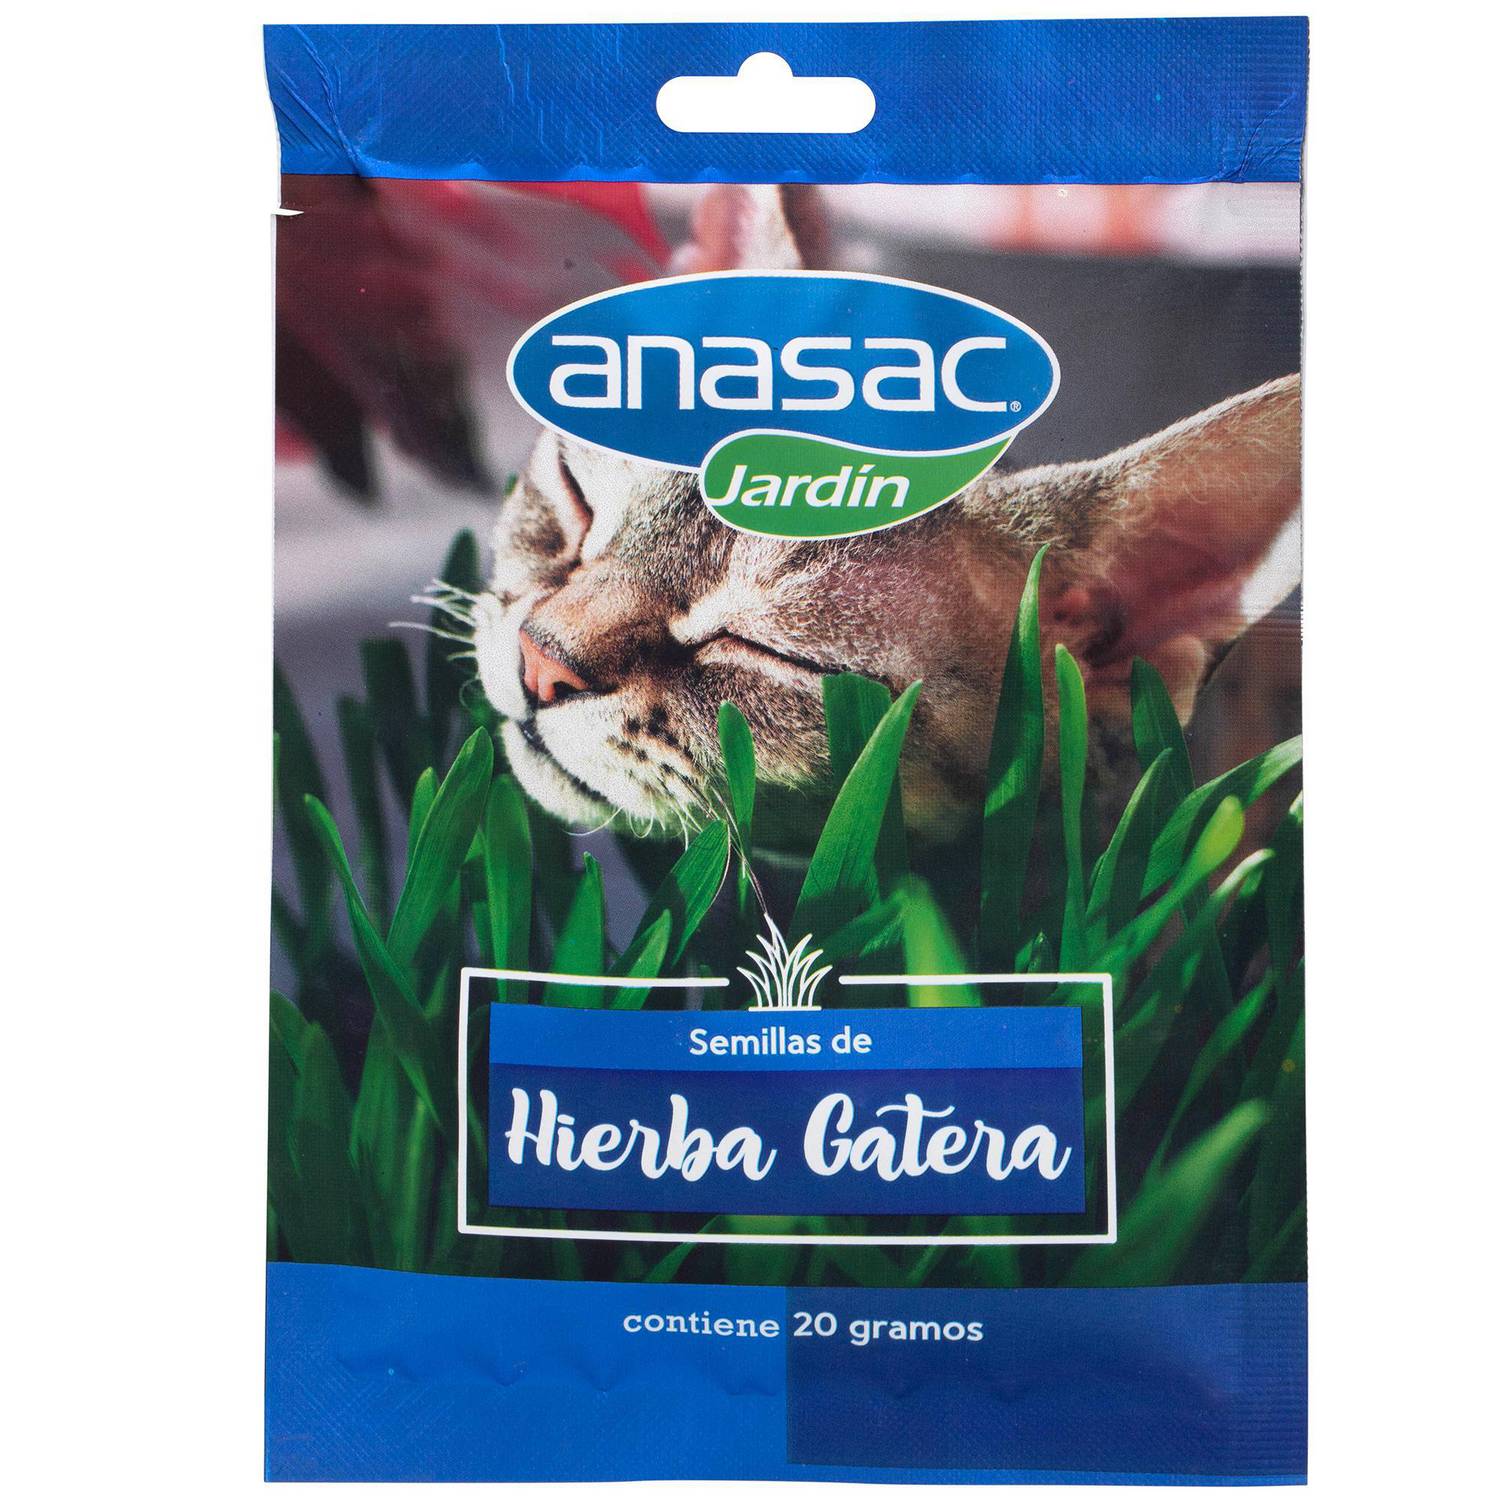 anasac®
Jardín
Semillas de
Hierba Gatera
contiene 20 gramos